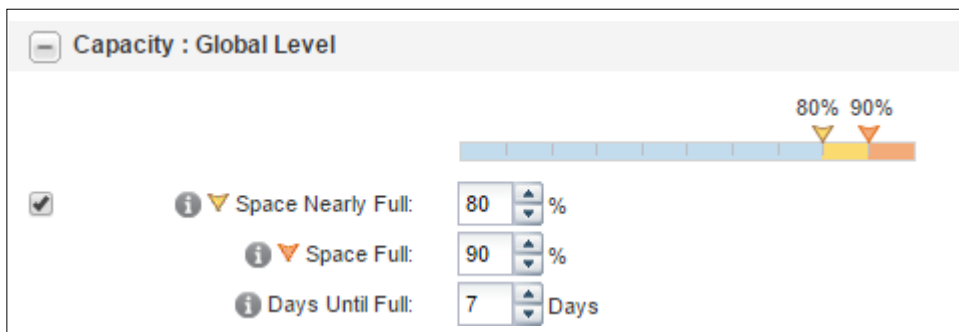 Capacity : Global Level
80% 90%
Space Nearly Full: 80 %
Space Full: 90 %
Days Until Full: 7 Days